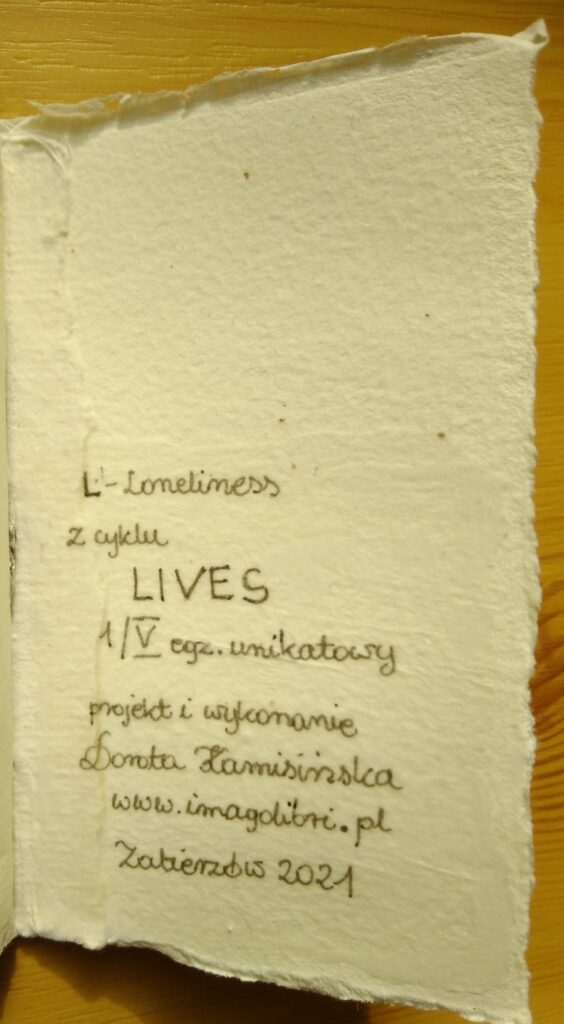 L - Loneliness
z cyklu
LIVES
1/V egz. unikatowy
projekt i wykonanie
Dorota Kamisińska
www.imagolibri.pl
Zabierzów 2021